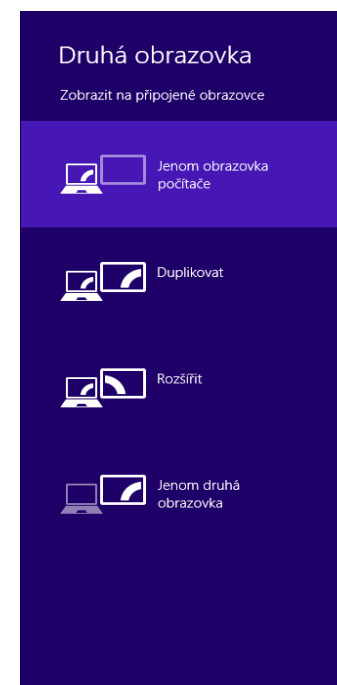 Druhá obrazovka
Zobrazit na připojené obrazovce
Jenom obrazovka
počítače
Duplikovat
Rozšířit
Jenom druhá
obrazovka